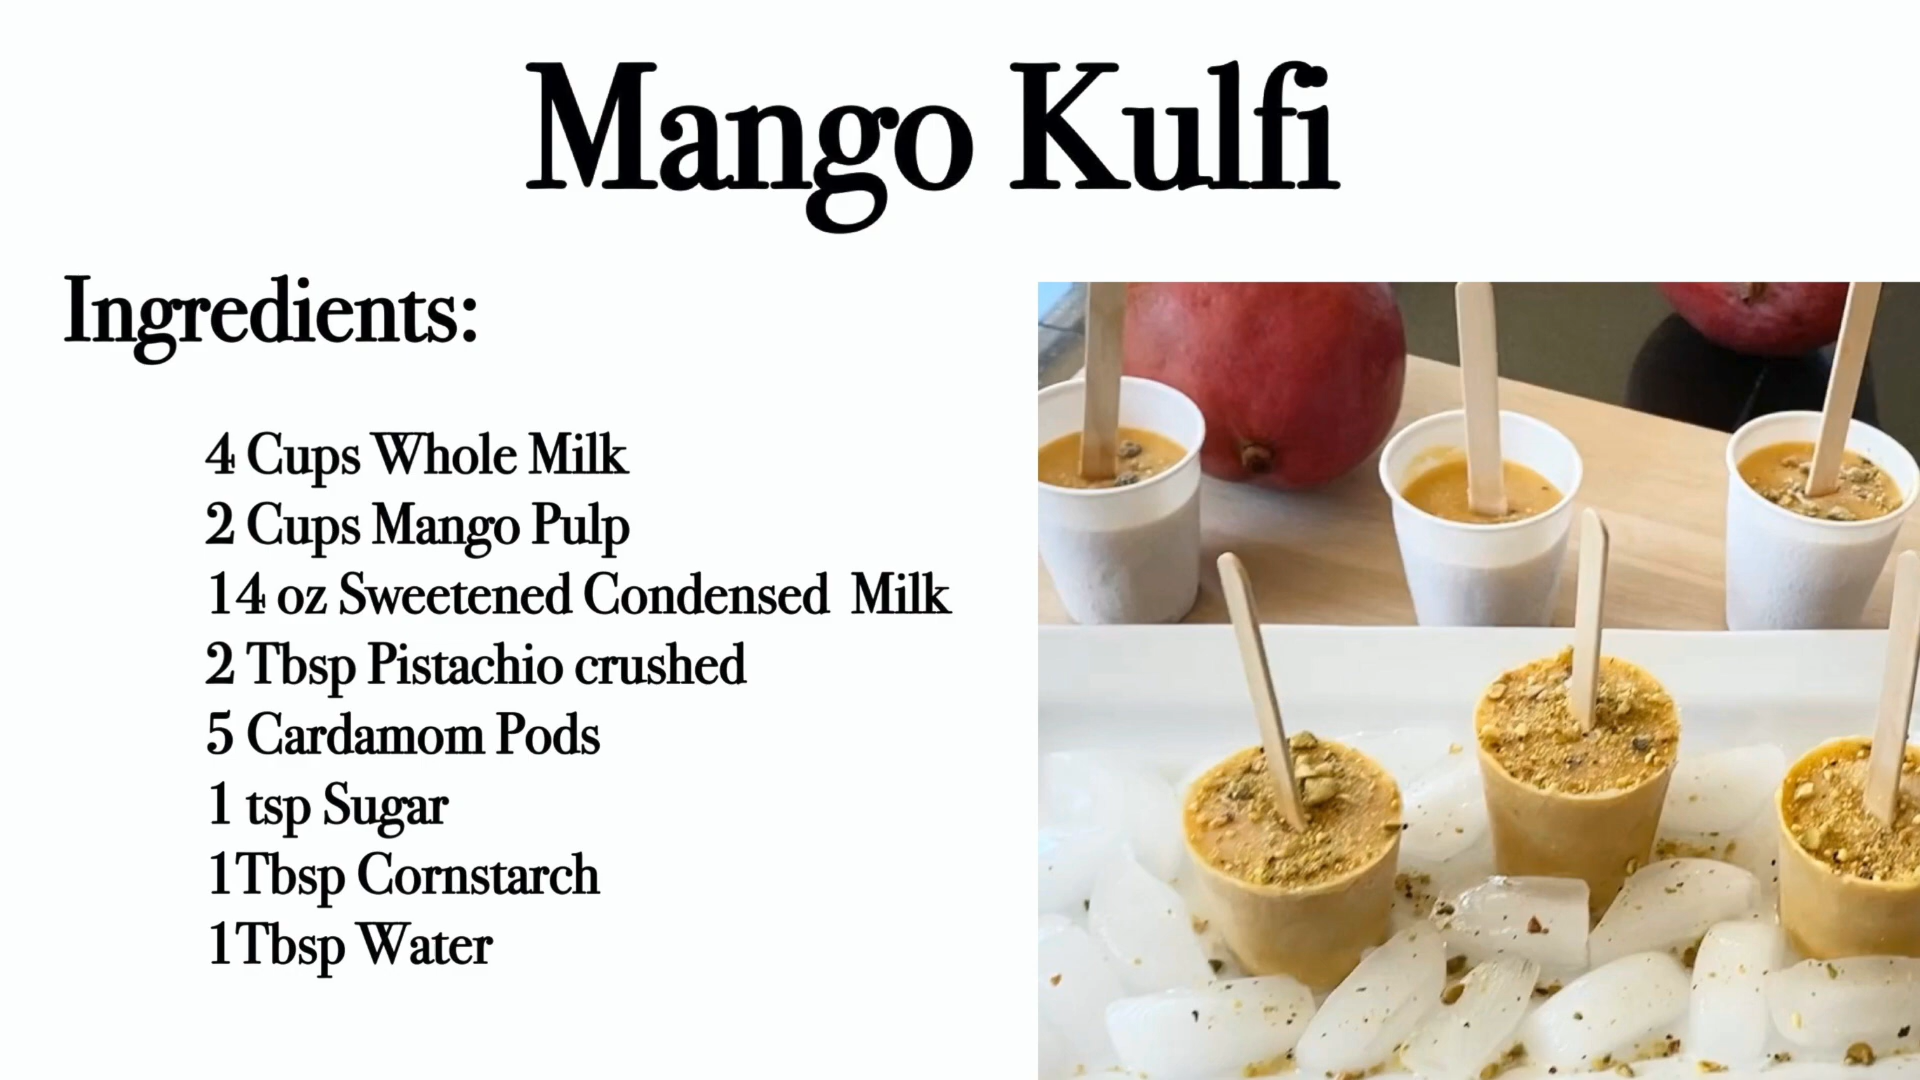 Mango Kulfi
Ingredients:
4 Cups Whole Milk
2 Cups Mango Pulp
14 oz Sweetened Condensed  Milk
2 Tbsp Pistachio crushed
5 Cardamom Pods
1 tsp Sugar
1Tbsp Cornstarch
1Tbsp Water